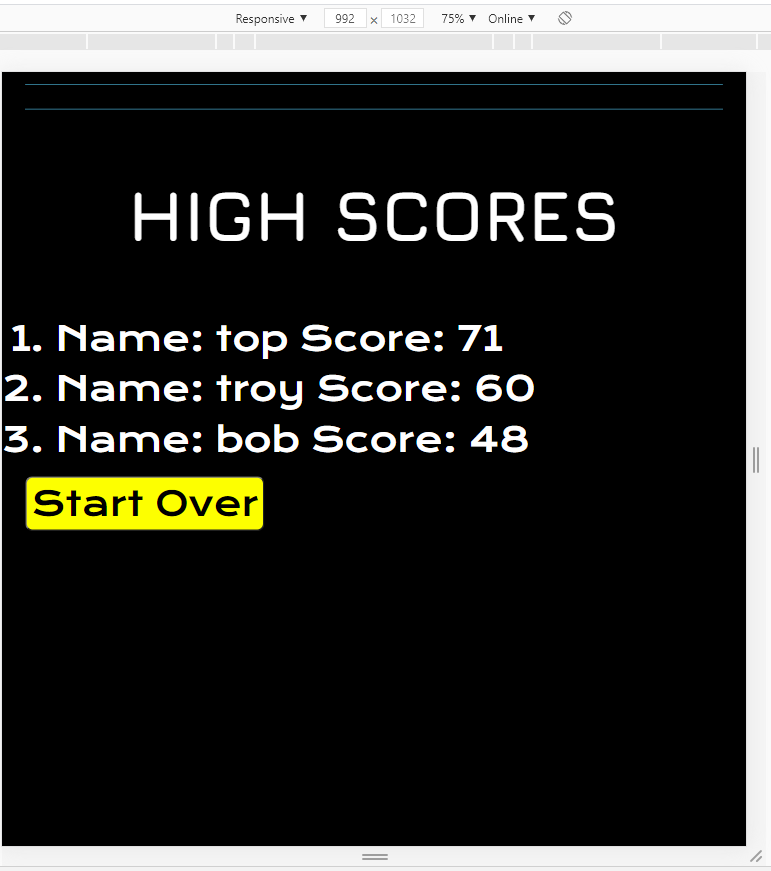 Responsive ▼ 992 × 1032 75% ▼ Online ▼
HIGH SCORES
1. Name: top Score: 71
2. Name: troy Score: 60
3. Name: bob Score: 48
Start Over